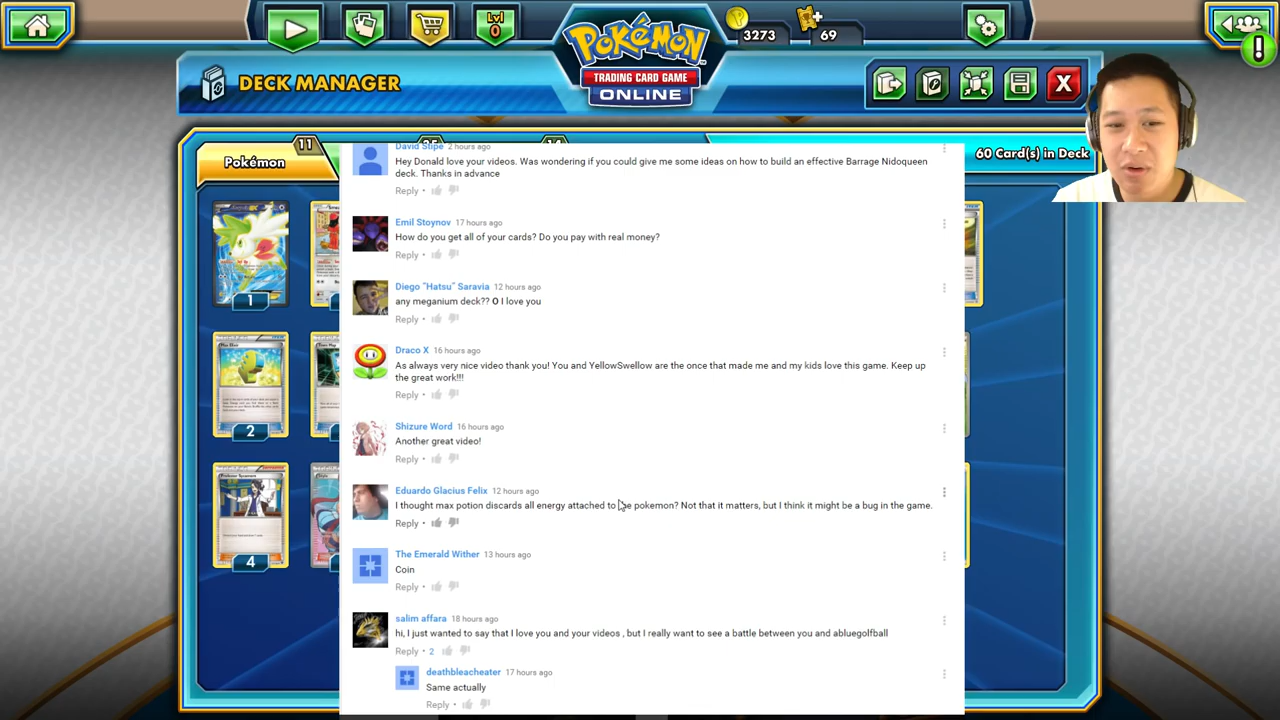 Lvl
0
3273
69
POKÉMON
TRADING CARD GAME
ONLINE
DECK MANAGER
Pokémon
11
60 Card(s) in Deck
David Stipe 2 hours ago
Hey Donald love your videos. Was wondering if you could give me some ideas on how to build an effective Barrage Nidoqueen
deck. Thanks in advance
Reply •
Emil Stoynov 17 hours ago
How do you get all of your cards? Do you pay with real money?
Reply •
Diego "Hatsu" Saravia 12 hours ago
any meganium deck?? O I love you
Reply •
Draco X 16 hours ago
As always very nice video thank you! You and YellowSwellow are the once that made me and my kids love this game. Keep up
the great work!!!
Reply •
Shizure Word 16 hours ago
Another great video!
Reply •
Eduardo Glacius Felix 12 hours ago
I thought max potion discards all energy attached to pokemon? Not that it matters, but I think it might be a bug in the game.
Reply •
The Emerald Wither 13 hours ago
Coin
Reply •
salim affara 18 hours ago
hi, I just wanted to say that I love you and your videos , but I really want to see a battle between you and abluegolfball
Reply • 2
deathbleacheater 17 hours ago
Same actually
Reply •
1
2
4